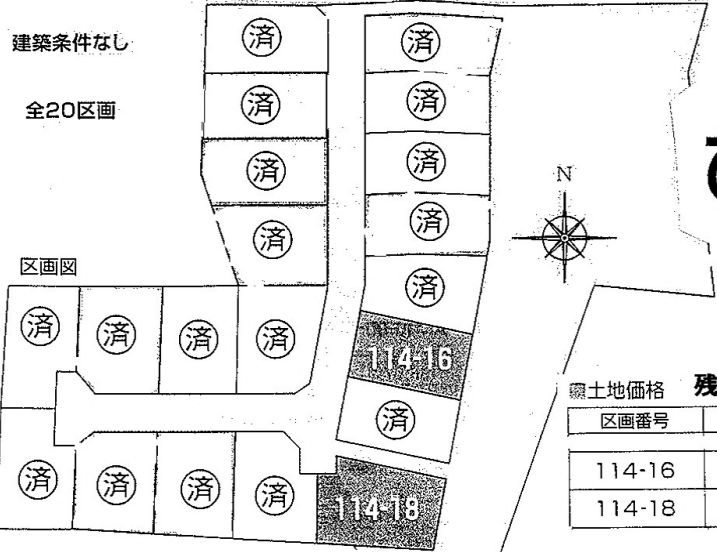 建築条件なし
全20区画
済 済
済 済
済 済
済 済
N
区画図
済
済 済 済 済
114-16
済
済 済 済 済
114-18
土地価格 残
区画番号
114-16
114-18